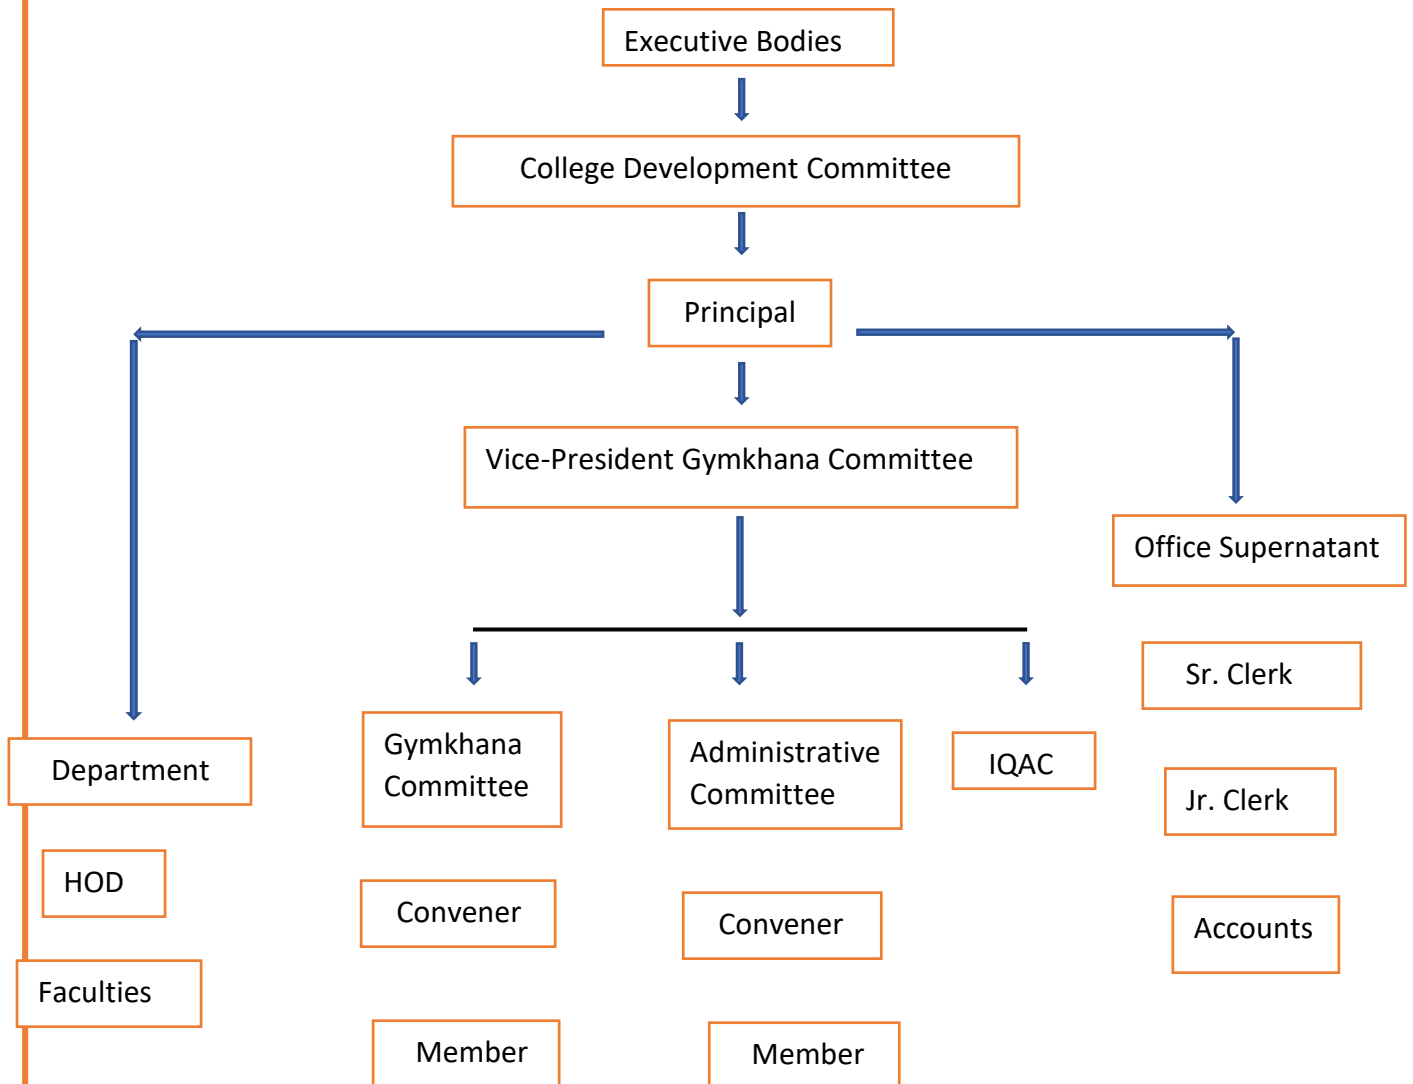 Executive Bodies
College Development Committee
Principal
Vice-President Gymkhana Committee
Office Supernatant
Sr. Clerk
Gymkhana
Committee
Administrative
Committee
IQAC
Department
Jr. Clerk
HOD
Convener
Convener
Accounts
Faculties
Member
Member